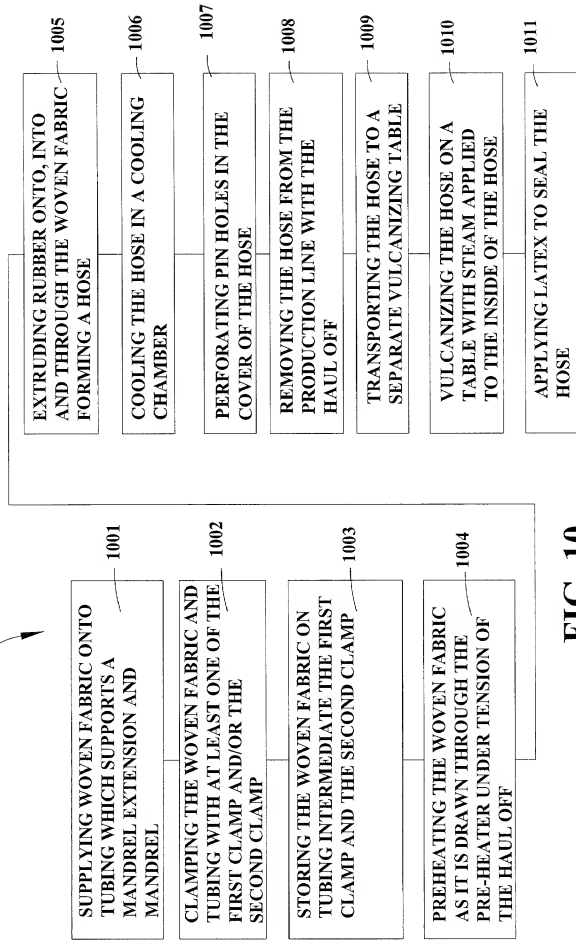 SUPPLYING WOVEN FABRIC ONTO
TUBING WHICH SUPPORTS A
MANDREL EXTENSION AND
MANDREL
1001
CLAMPING THE WOVEN FABRIC AND
TUBING WITH AT LEAST ONE OF THE
FIRST CLAMP AND/OR THE
SECOND CLAMP
1002
STORING THE WOVEN FABRIC ON
TUBING INTERMEDIATE THE FIRST
CLAMP AND THE SECOND CLAMP
1003
PREHEATING THE WOVEN FABRIC
AS IT IS DRAWN THROUGH THE
PRE-HEATER UNDER TENSION OF
THE HAUL OFF
1004
EXTRUDING RUBBER ONTO, INTO
AND THROUGH THE WOVEN FABRIC
FORMING A HOSE
1005
COOLING THE HOSE IN A COOLING
CHAMBER
1006
PERFORATING PIN HOLES IN THE
COVER OF THE HOSE
1007
REMOVING THE HOSE FROM THE
PRODUCTION LINE WITH THE
HAUL OFF
1008
TRANSPORTING THE HOSE TO A
SEPARATE VULCANIZING TABLE
1009
VULCANIZING THE HOSE ON A
TABLE WITH STEAM APPLIED
TO THE INSIDE OF THE HOSE
1010
APPLYING LATEX TO SEAL THE
HOSE
1011
FIG. 10